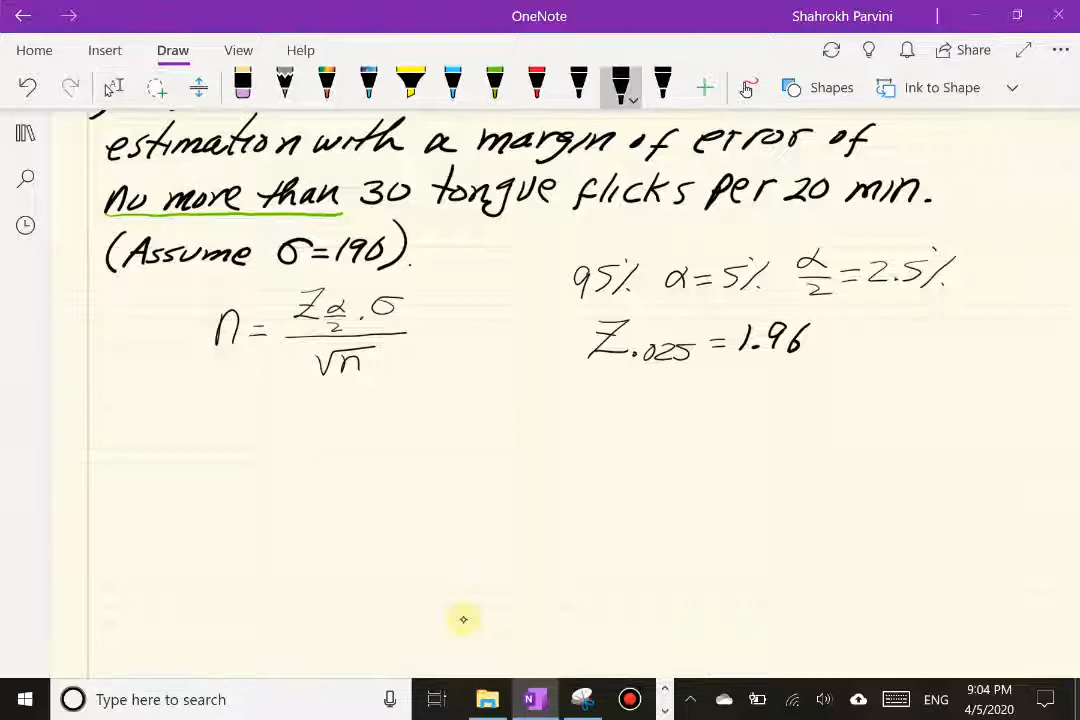 OneNote
Shahrokh Parvini
Home Insert Draw View Help
Share
Shapes
Ink to Shape
estimation with a margin of error of
no more than 30 tongue flicks per 20 min.
(Assume σ=190).
95% α=5% α/2=2.5%
n = Zα/2 · σ / √n
Z.025 = 1.96
Type here to search
ENG
9:04 PM
4/5/2020